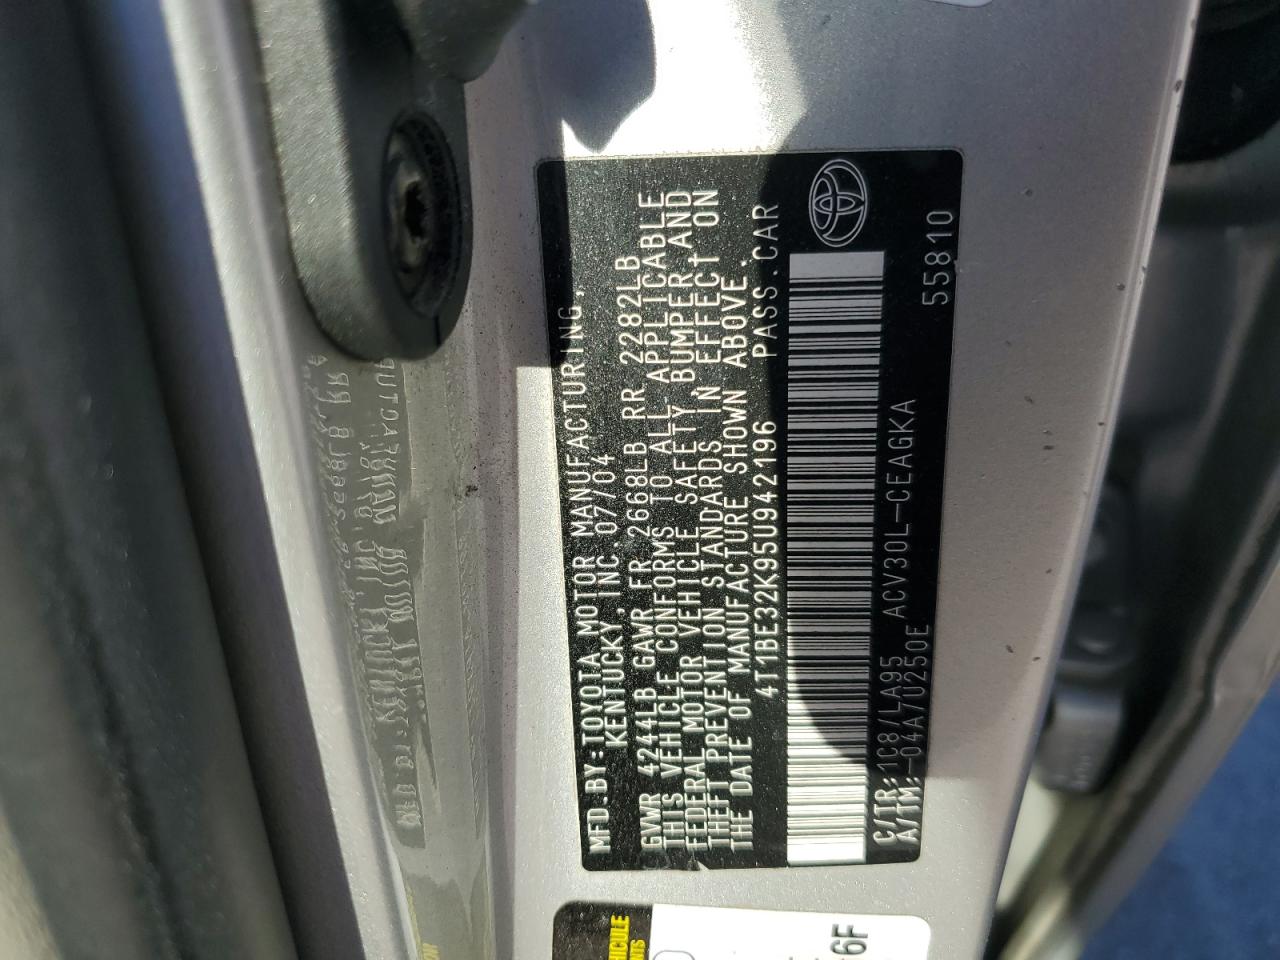 MFD.BY:TOYOTA MOTOR MANUFACTURING,
KENTUCKY, INC. 07/04
GVWR 4244LB GAWR FR 2668LB RR 2282LB
THIS VEHICLE CONFORMS TO ALL APPLICABLE
FEDERAL MOTOR VEHICLE SAFETY, BUMPER, AND
THEFT PREVENTION STANDARDS IN EFFECT ON
THE DATE OF MANUFACTURE SHOWN ABOVE.
4T1BE32K95U942196 PASS.CAR
C/TR:1C8/LA95 ACV30L-CEAGKA 55810
A/TM:-04A/U250E